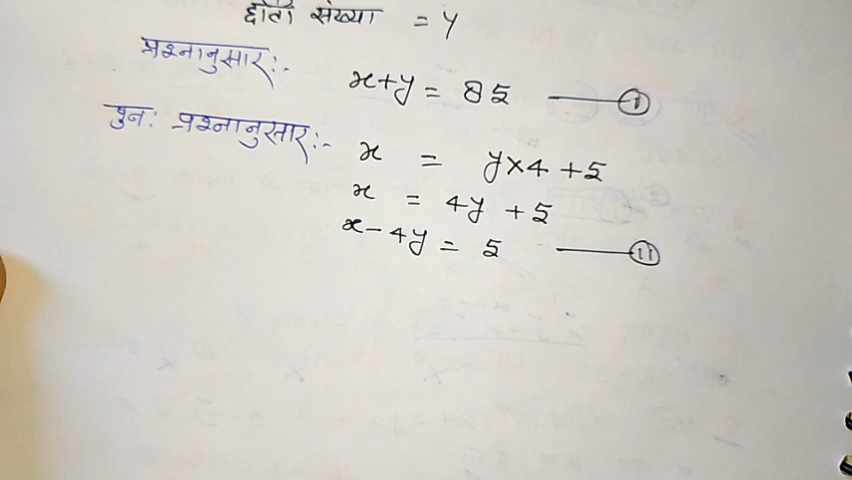 छोटी संख्या = y
प्रश्नानुसार:-
x+y = 85 — (i)
पुनः प्रश्नानुसार:-
x = y×4 +5
x = 4y +5
x - 4y = 5 — (ii)